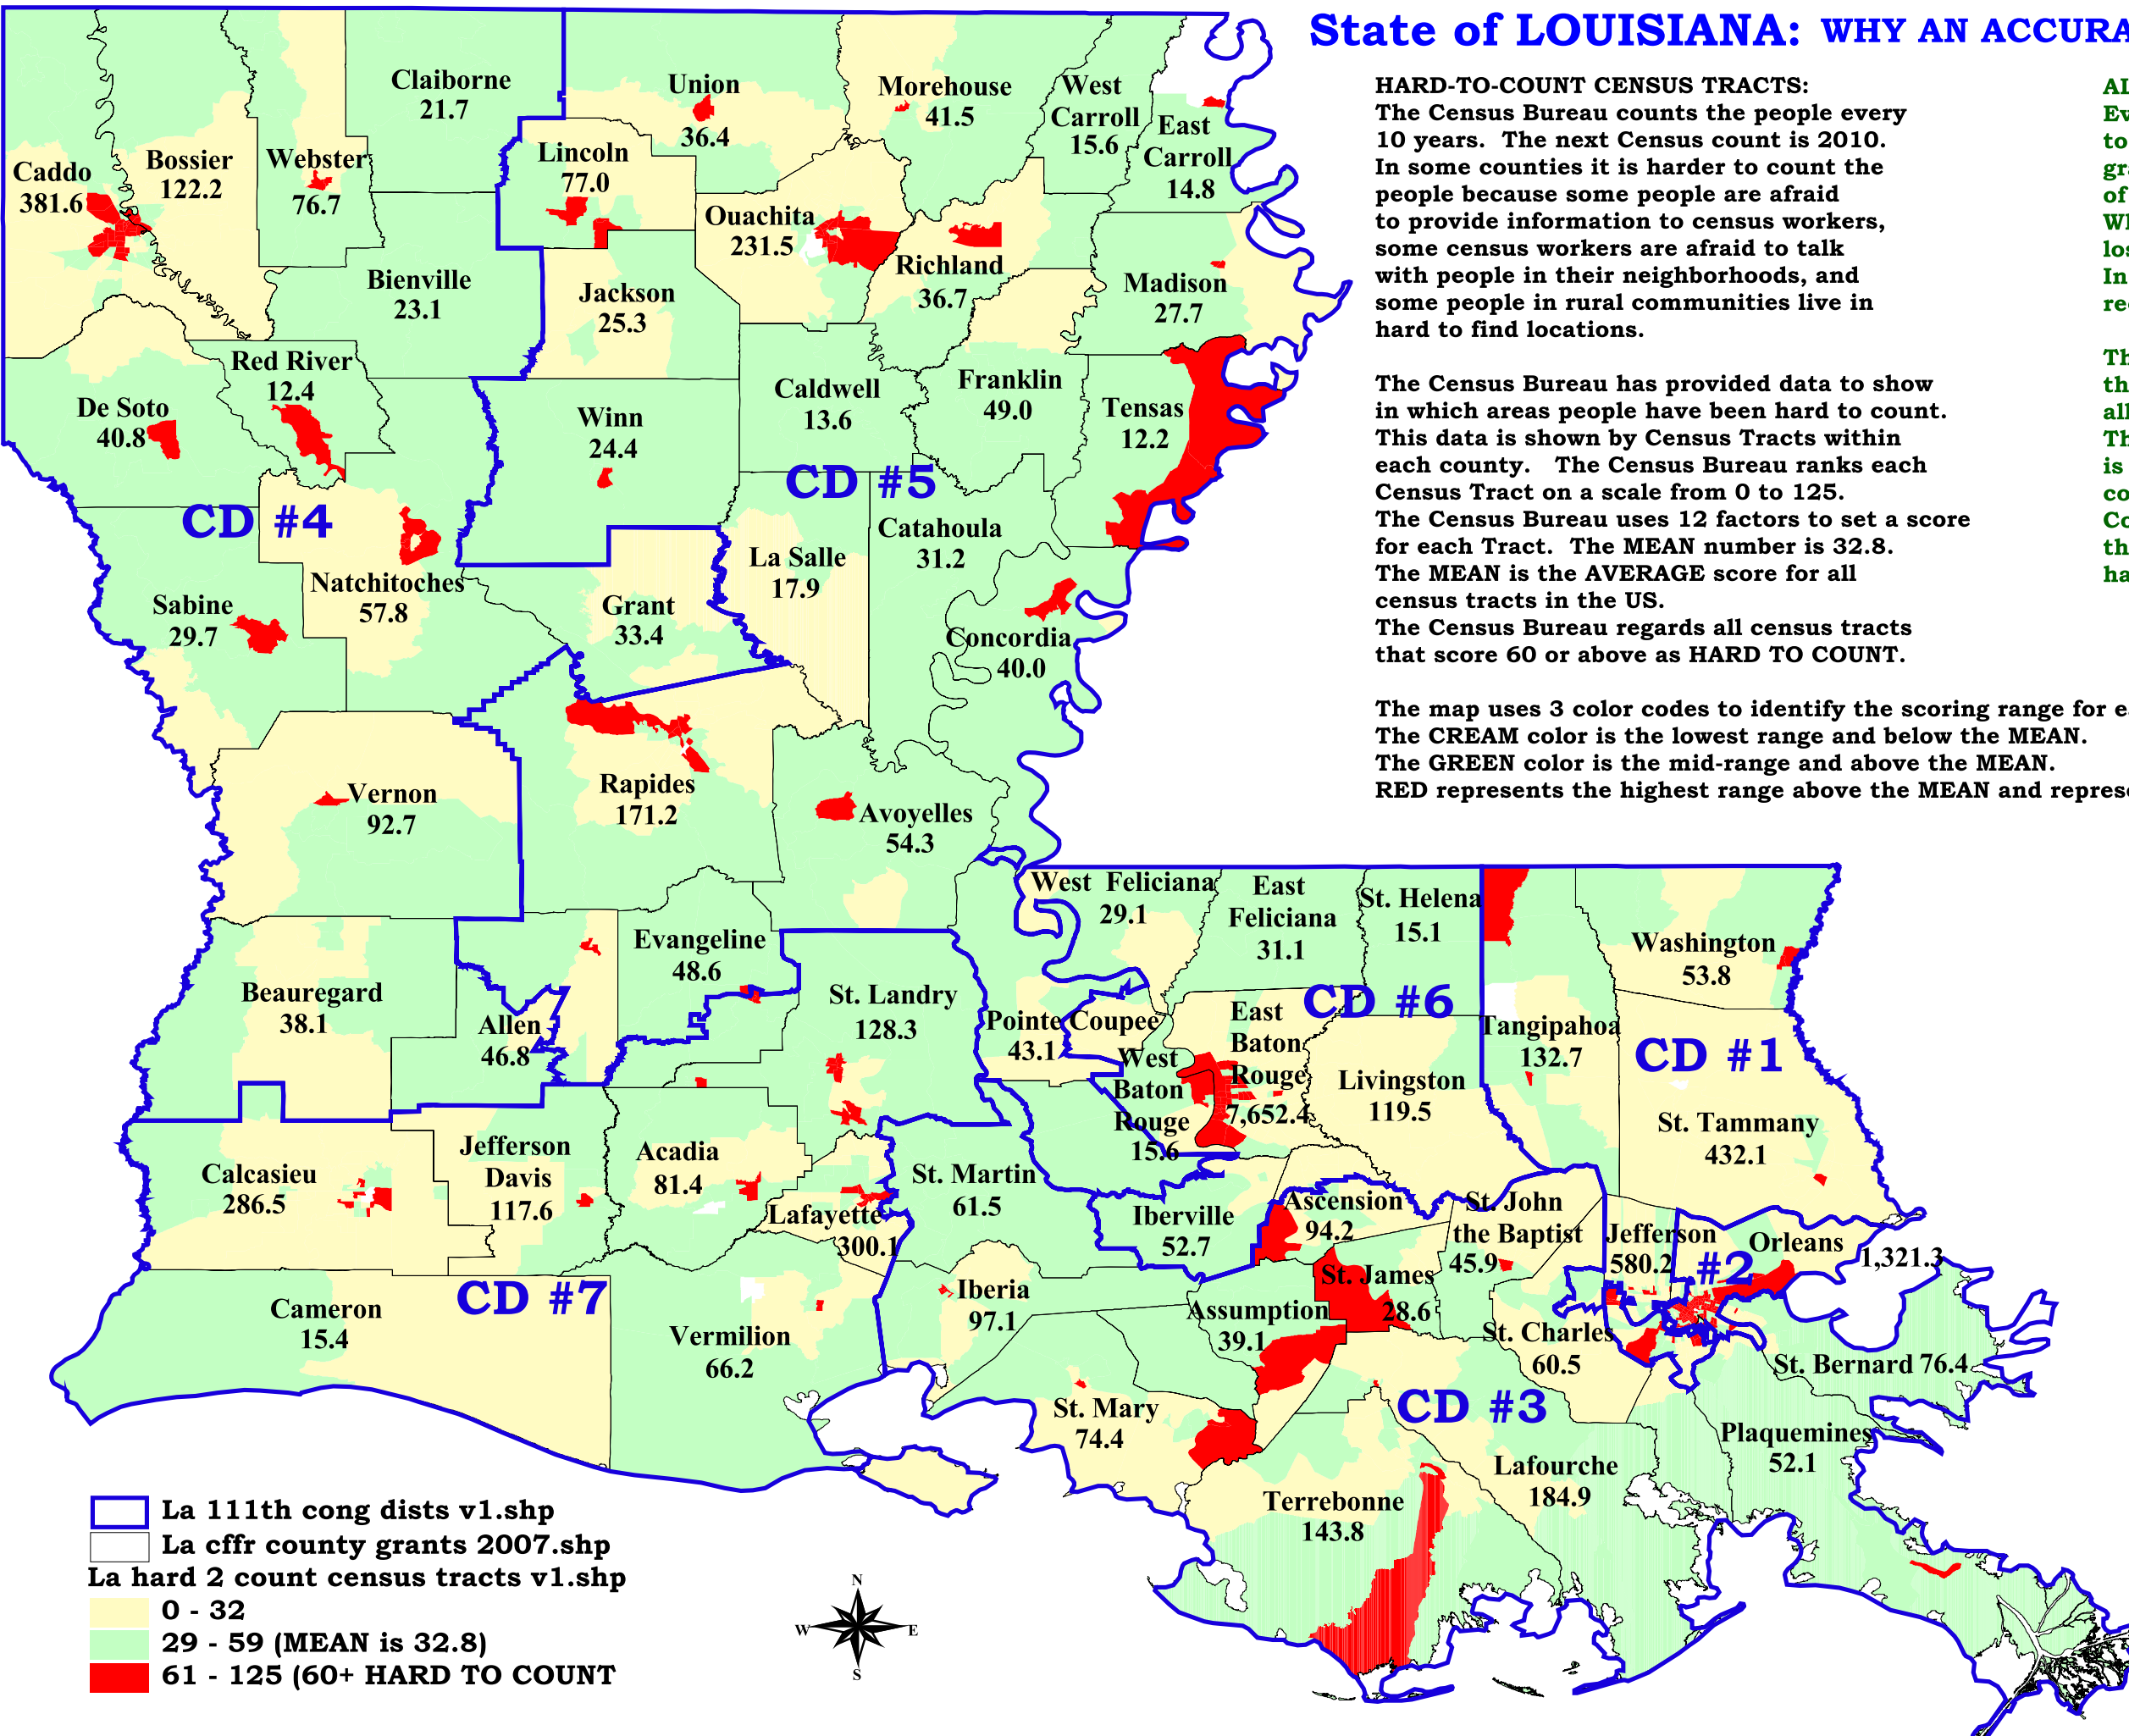 State of LOUISIANA: WHY AN ACCURA
HARD-TO-COUNT CENSUS TRACTS:
The Census Bureau counts the people every
10 years. The next Census count is 2010.
In some counties it is harder to count the
people because some people are afraid
to provide information to census workers,
some census workers are afraid to talk
with people in their neighborhoods, and
some people in rural communities live in
hard to find locations.
The Census Bureau has provided data to show
in which areas people have been hard to count.
This data is shown by Census Tracts within
each county. The Census Bureau ranks each
Census Tract on a scale from 0 to 125.
The Census Bureau uses 12 factors to set a score
for each Tract. The MEAN number is 32.8.
The MEAN is the AVERAGE score for all
census tracts in the US.
The Census Bureau regards all census tracts
that score 60 or above as HARD TO COUNT.
The map uses 3 color codes to identify the scoring range for e
The CREAM color is the lowest range and below the MEAN.
The GREEN color is the mid-range and above the MEAN.
RED represents the highest range above the MEAN and repres
Al
Ev
to
gr
of
W
los
In
re
Th
th
all
Th
is
co
Co
th
ha
Caddo
381.6
Bossier
122.2
Webster
76.7
Claiborne
21.7
Union
36.4
Lincoln
77.0
Morehouse
41.5
West
Carroll
15.6
East
Carroll
14.8
Ouachita
231.5
Richland
36.7
Madison
27.7
Bienville
23.1
Jackson
25.3
Red River
12.4
De Soto
40.8
Winn
24.4
Caldwell
13.6
Franklin
49.0
Tensas
12.2
CD #4
CD #5
Natchitoches
57.8
Sabine
29.7
Grant
33.4
La Salle
17.9
Catahoula
31.2
Concordia
40.0
Vernon
92.7
Rapides
171.2
Avoyelles
54.3
West Feliciana
29.1
East
Feliciana
31.1
St. Helena
15.1
Washington
53.8
Beauregard
38.1
Allen
46.8
Evangeline
48.6
St. Landry
128.3
Pointe Coupee
43.1
West
Baton
Rouge
15.6
East
Baton
Rouge
7,652.4
CD #6
Livingston
119.5
Tangipahoa
132.7
CD #1
St. Tammany
432.1
Calcasieu
286.5
Jefferson
Davis
117.6
Acadia
81.4
Lafayette
300.1
St. Martin
61.5
Iberville
52.7
Ascension
94.2
St. John
the Baptist
45.9
Jefferson
580.2
#2
Orleans
1,321.3
Cameron
15.4
CD #7
Vermilion
66.2
Iberia
97.1
Assumption
39.1
St. James
28.6
St. Charles
60.5
St. Bernard 76.4
St. Mary
74.4
CD #3
Plaquemines
52.1
Terrebonne
143.8
Lafourche
184.9
La 111th cong dists v1.shp
La cffr county grants 2007.shp
La hard 2 count census tracts v1.shp
0 - 32
29 - 59 (MEAN is 32.8)
61 - 125 (60+ HARD TO COUNT
N
W
E
S